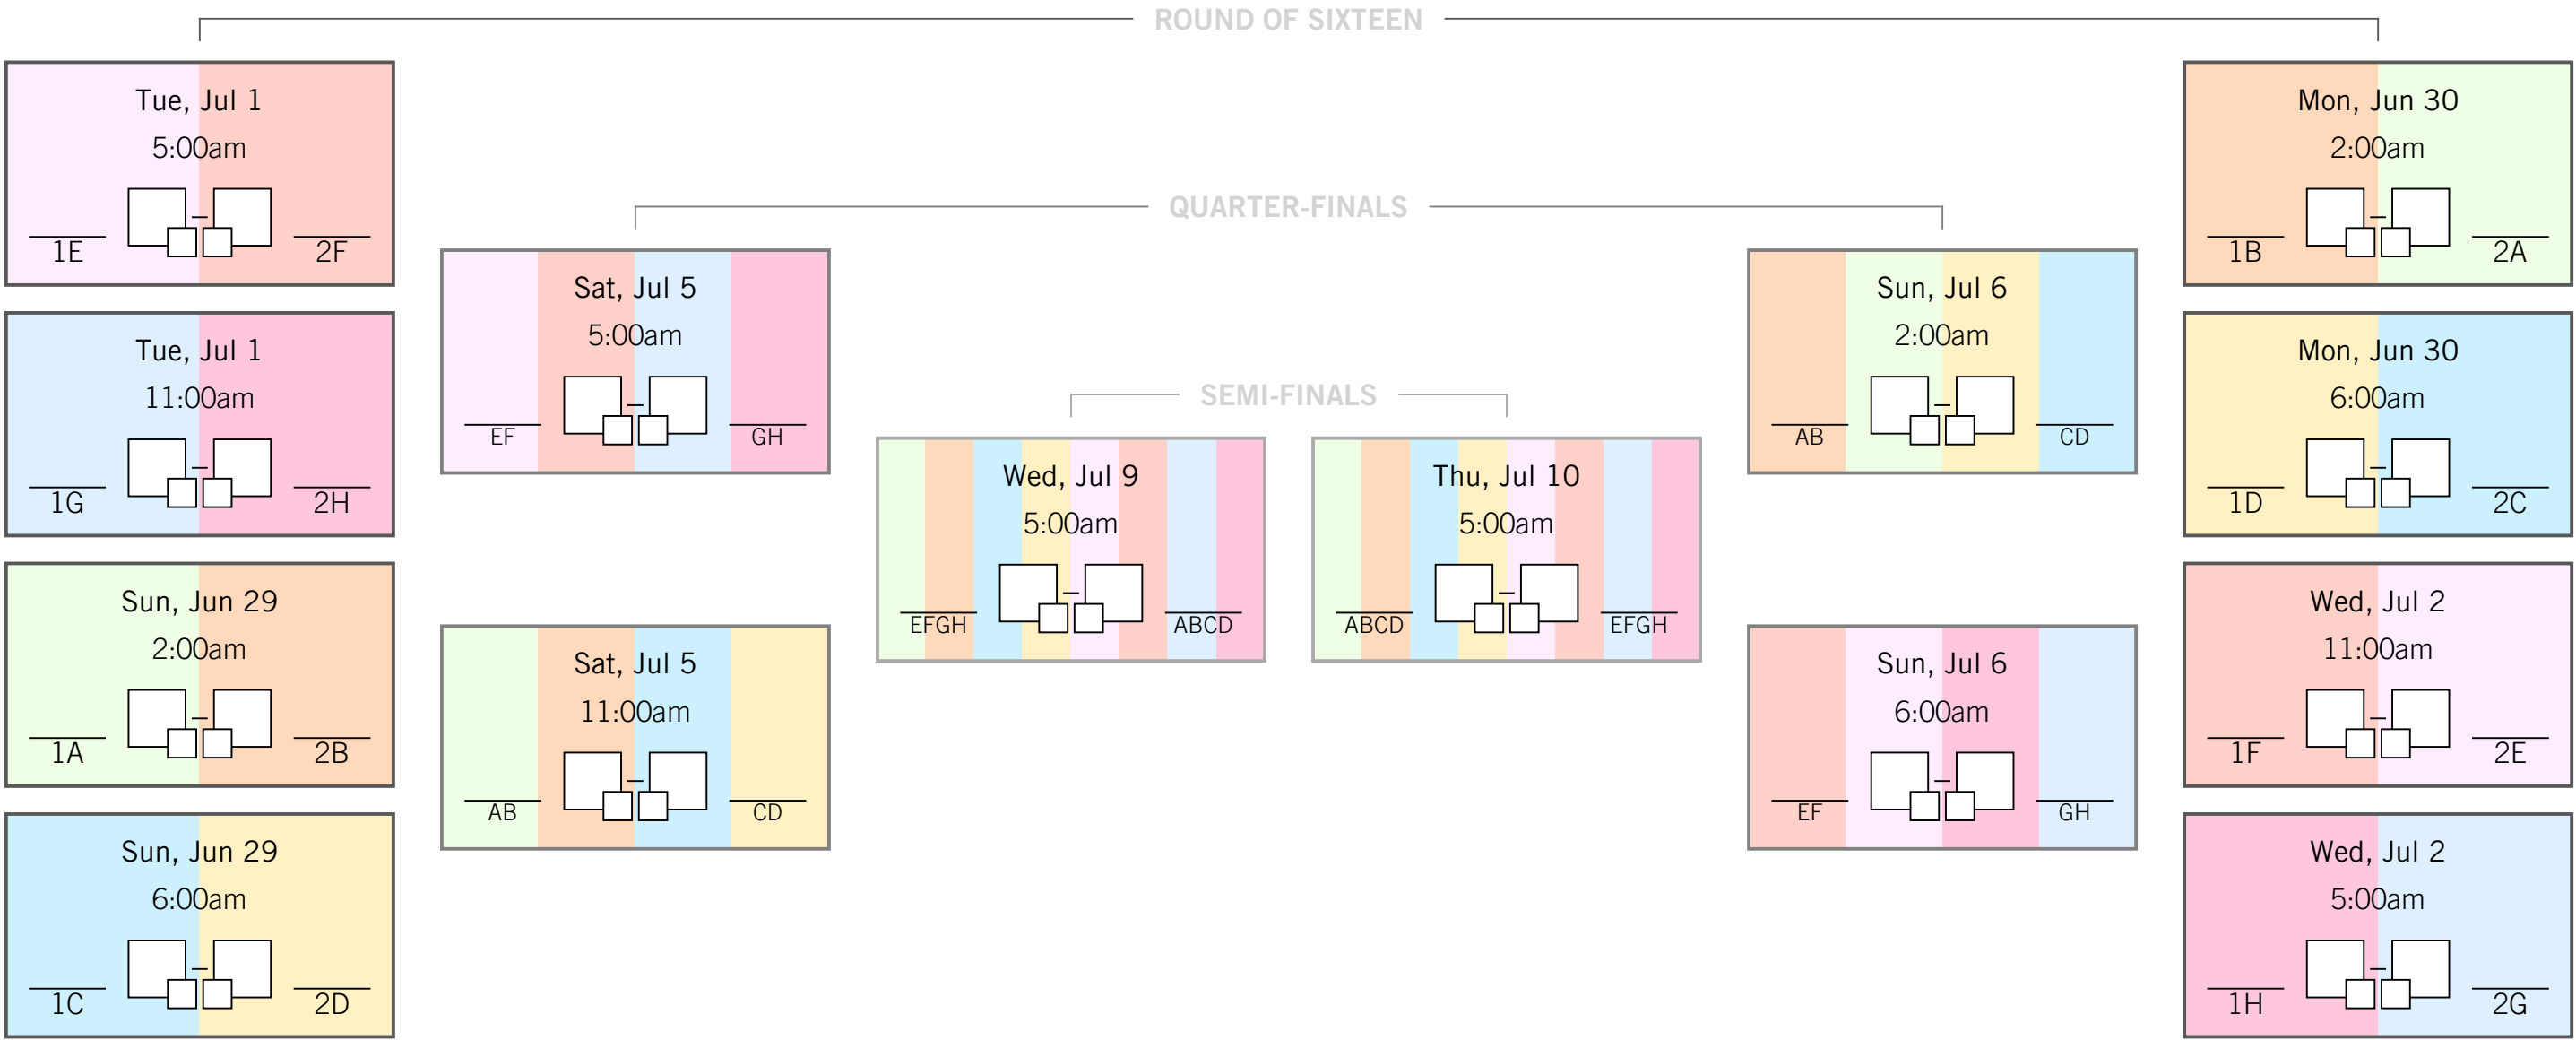 ROUND OF SIXTEEN
Tue, Jul 1
5:00am
1E – 2F
Tue, Jul 1
11:00am
1G – 2H
Sun, Jun 29
2:00am
1A – 2B
Sun, Jun 29
6:00am
1C – 2D
QUARTER-FINALS
Sat, Jul 5
5:00am
EF – GH
Sat, Jul 5
11:00am
AB – CD
SEMI-FINALS
Wed, Jul 9
5:00am
EFGH – ABCD
Thu, Jul 10
5:00am
ABCD – EFGH
Sun, Jul 6
2:00am
AB – CD
Sun, Jul 6
6:00am
EF – GH
Mon, Jun 30
2:00am
1B – 2A
Mon, Jun 30
6:00am
1D – 2C
Wed, Jul 2
11:00am
1F – 2E
Wed, Jul 2
5:00am
1H – 2G